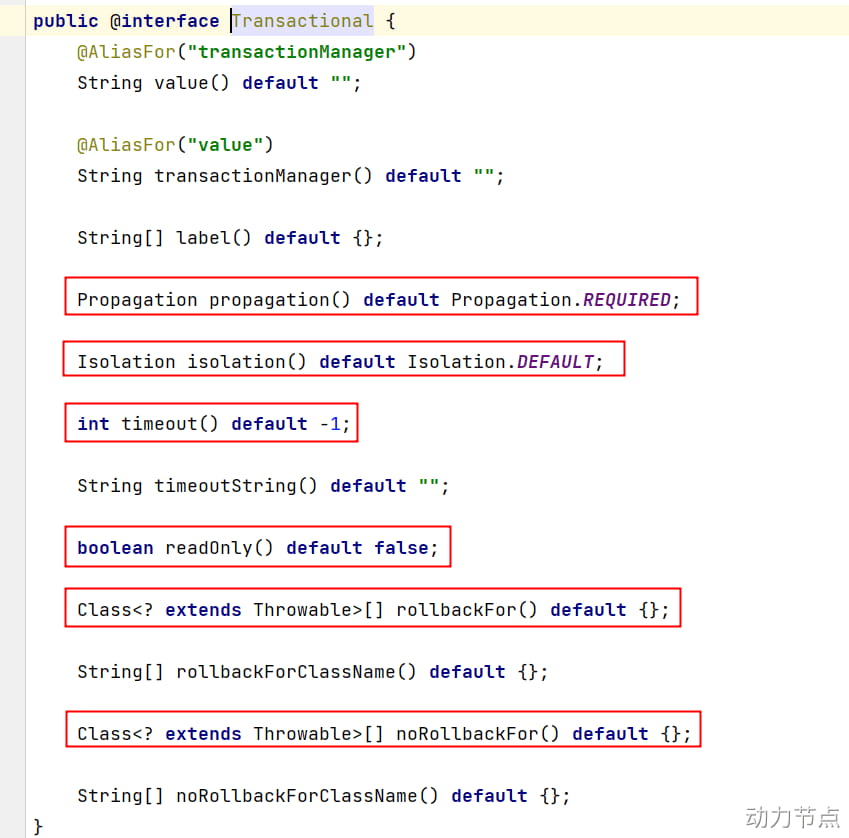 public @interface Transactional {
@AliasFor("transactionManager")
String value() default "";
@AliasFor("value")
String transactionManager() default "";
String[] label() default {};
Propagation propagation() default Propagation.REQUIRED;
Isolation isolation() default Isolation.DEFAULT;
int timeout() default -1;
String timeoutString() default "";
boolean readOnly() default false;
Class<? extends Throwable>[] rollbackFor() default {};
String[] rollbackForClassName() default {};
Class<? extends Throwable>[] noRollbackFor() default {};
String[] noRollbackForClassName() default {};
}
动力节点